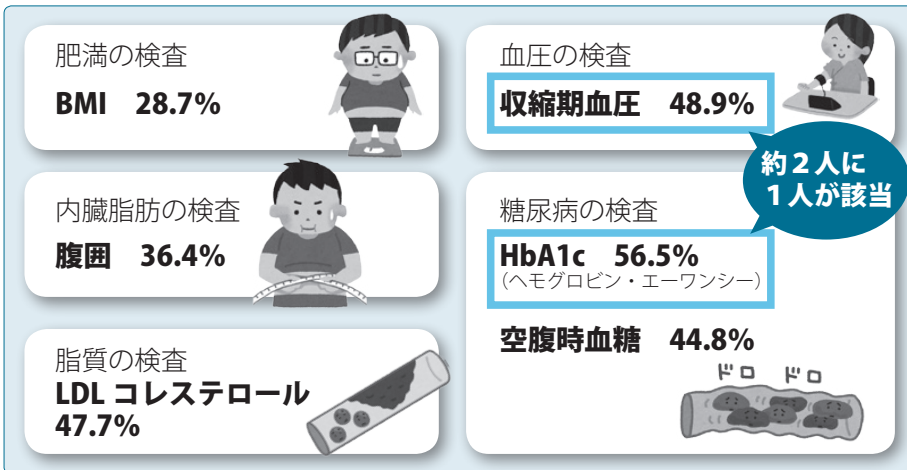 肥満の検査
BMI 28.7%
内臓脂肪の検査
腹囲 36.4%
脂質の検査
LDL コレステロール
47.7%
血圧の検査
収縮期血圧 48.9%
約2人に
1人が該当
糖尿病の検査
HbA1c 56.5%
（ヘモグロビン・エーワンシー）
空腹時血糖 44.8%
ドロ ドロ